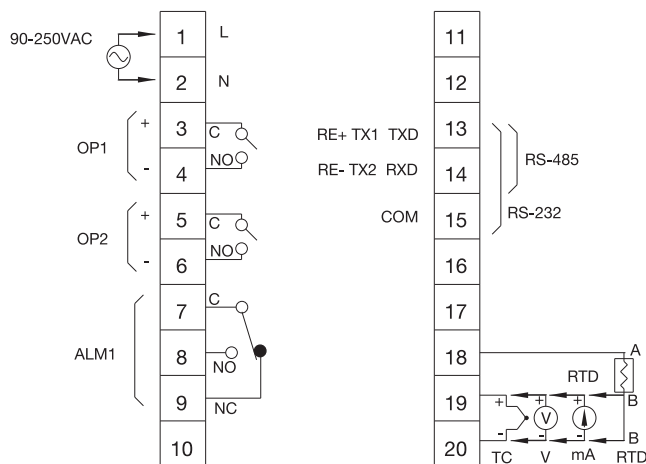 90-250VAC
1 L
2 N
OP1
+ 3 C
- 4 NO
OP2
+ 5 C
- 6 NO
ALM1
7 C
8 NO
9 NC
10
11
12
RE+ TX1 TXD 13
RE- TX2 RXD 14
RS-485
COM 15
RS-232
16
17
18 A
RTD
19 + + + B
V
20 - - - B
TC V mA RTD